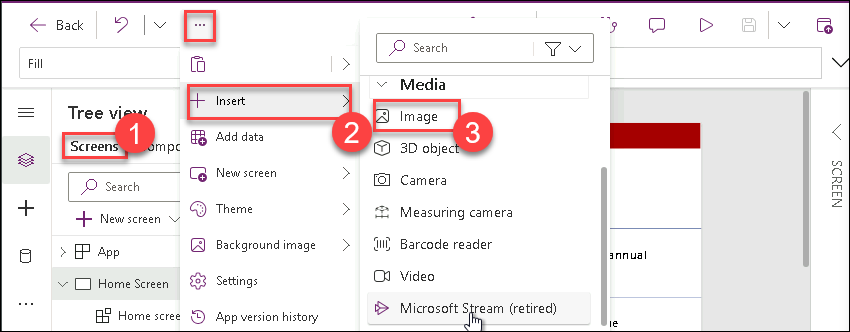 Back
...
Search
Fill
Media
Tree view
Insert
Image
1
2
3
Screens
Compo
Add data
3D object
Search
New screen
Camera
New screen
Theme
Measuring camera
App
Background image
Barcode reader
annual
Home Screen
Settings
Video
Home scree
App version history
Microsoft Stream (retired)
SCREEN